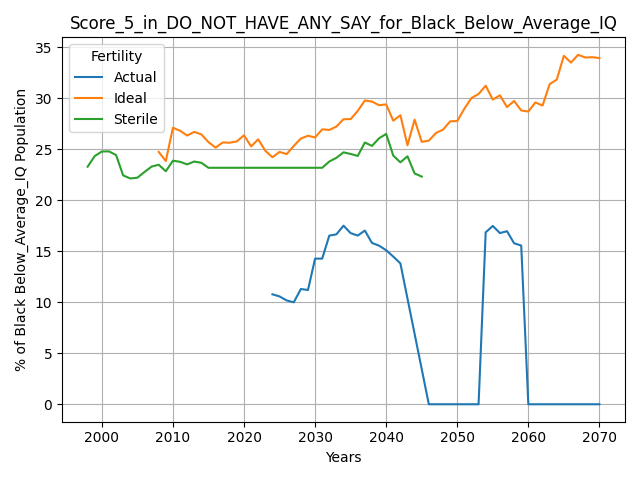 Score_5_in_DO_NOT_HAVE_ANY_SAY_for_Black_Below_Average_IQ
Fertility
Actual
Ideal
Sterile
% of Black Below_Average_IQ Population
35
30
25
20
15
10
5
0
2000 2010 2020 2030 2040 2050 2060 2070
Years